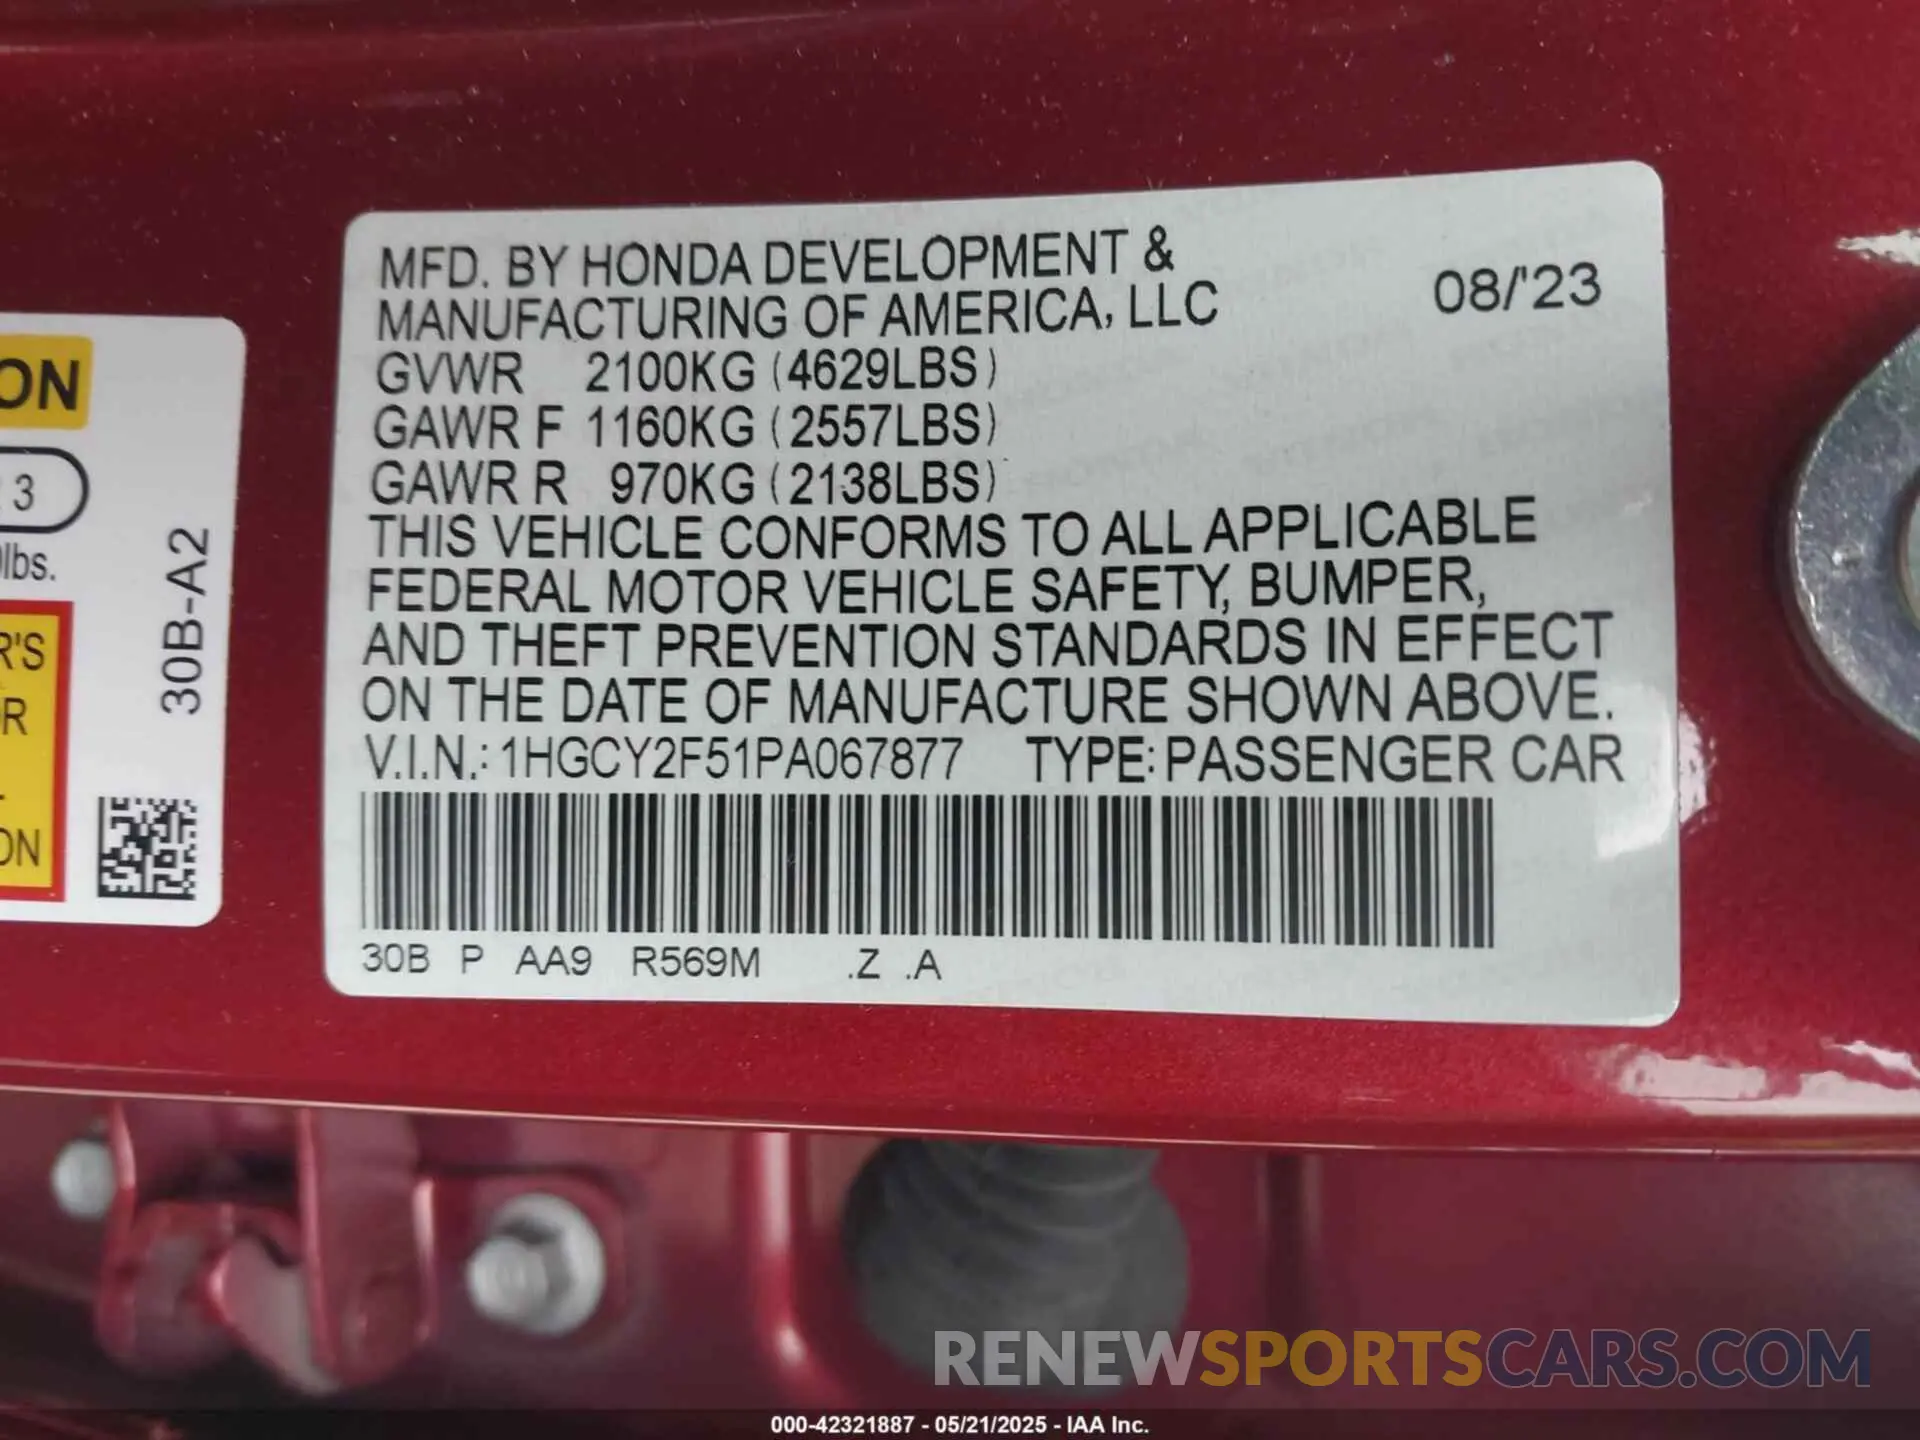 MFD. BY HONDA DEVELOPMENT &
MANUFACTURING OF AMERICA, LLC
08/'23
GVWR 2100KG (4629LBS)
GAWR F 1160KG (2557LBS)
GAWR R 970KG (2138LBS)
THIS VEHICLE CONFORMS TO ALL APPLICABLE
FEDERAL MOTOR VEHICLE SAFETY, BUMPER,
AND THEFT PREVENTION STANDARDS IN EFFECT
ON THE DATE OF MANUFACTURE SHOWN ABOVE.
V.I.N.: 1HGCY2F51PA067877 TYPE: PASSENGER CAR
30B P AA9 R569M .Z .A
ON
3
lbs.
R'S
OR
ON
30B-A2
RENEWSPORTSCARS.COM
000-42321887 - 05/21/2025 - IAA Inc.